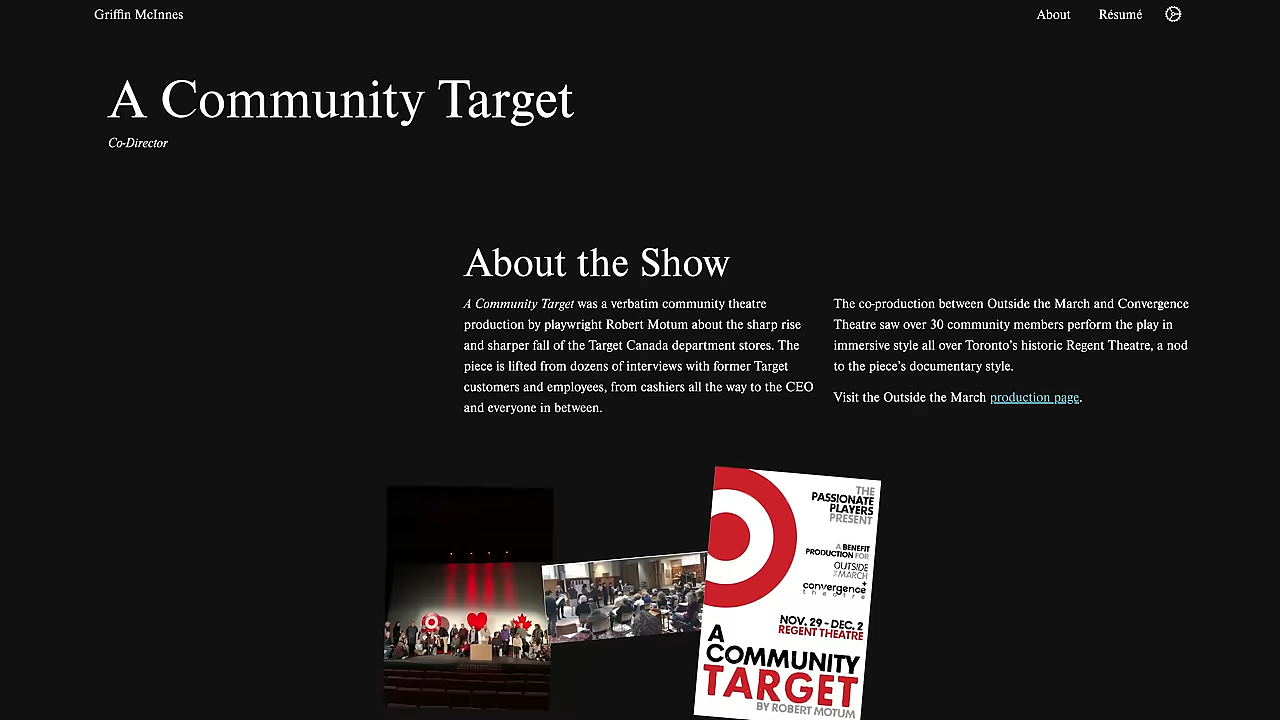 Griffin McInnes
About
Résumé
A Community Target
Co-Director
About the Show
A Community Target was a verbatim community theatre
production by playwright Robert Motum about the sharp rise
and sharper fall of the Target Canada department stores. The
piece is lifted from dozens of interviews with former Target
customers and employees, from cashiers all the way to the CEO
and everyone in between.
The co-production between Outside the March and Convergence
Theatre saw over 30 community members perform the play in
immersive style all over Toronto’s historic Regent Theatre, a nod
to the piece’s documentary style.
Visit the Outside the March production page.
THE
PASSIONATE
PLAYERS
PRESENT
A BENEFIT
PRODUCTION FOR
OUTSIDE
THE MARCH
+
convergence
theatre
NOV. 29 - DEC. 2
REGENT THEATRE
A
COMMUNITY
TARGET
BY ROBERT MOTUM